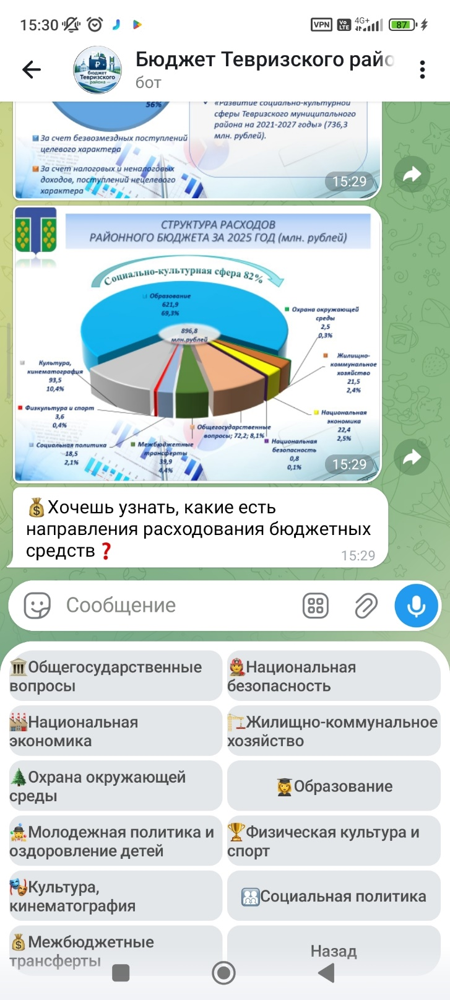 15:30
VPN
Vo
LTE
4G+
87
Бюджет Тевризского райо
бот
бюджет
Тевризского
района
56%
«Развитие социально-культурной
сферы Тевризского муниципального
района на 2021-2027 годы» (736,3
млн. рублей).
За счет безвозмездных поступлений
целевого характера
За счет налоговых и неналоговых
доходов, поступлений нецелевого
характера
15:29
СТРУКТУРА РАСХОДОВ
РАЙОННОГО БЮДЖЕТА ЗА 2025 ГОД (млн. рублей)
Социально-культурная сфера 82%
Образование
621,9
69,3%
Охрана окружающей
среды
2,5
0,3%
896,8
млн.рублей
Жилищно-
коммунальное
хозяйство
21,5
2,4%
Культура,
кинематография
93,5
10,4%
Физкультура и спорт
3,6
0,4%
Национальная
экономика
22,4
2,5%
Общегосударственные
вопросы; 72,2; 8,1%
Социальная политика
18,5
2,1%
Межбюджетные
трансферты
39,9
4,4%
Национальная
безопасность
0,8
0,1%
15:29
Хочешь узнать, какие есть
направления расходования бюджетных
средств ❓
15:29
Сообщение
Общегосударственные
вопросы
Национальная
безопасность
Национальная
экономика
Жилищно-коммунальное
хозяйство
Охрана окружающей
среды
Образование
Молодежная политика и
оздоровление детей
Физическая культура и
спорт
Культура,
кинематография
Социальная политика
Межбюджетные
трансферты
Назад